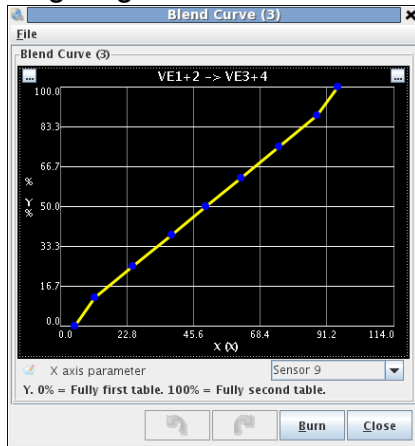 Blend Curve (3)
File
Blend Curve (3)
...
VE1+2 -> VE3+4
...
100.0
83.3
66.7
50.0
33.3
16.7
0.0
%
Y
%
0.0 22.8 45.6 68.4 91.2 114.0
X (X)
X axis parameter
Sensor 9
Y. 0% = Fully first table. 100% = Fully second table.
Burn
Close